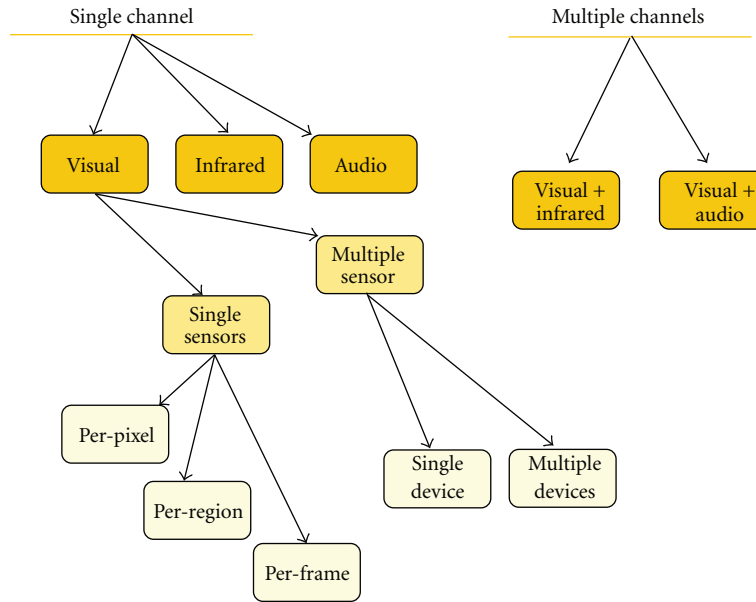 Single channel
Multiple channels
Visual
Infrared
Audio
Visual +
infrared
Visual +
audio
Multiple
sensor
Single
sensors
Per-pixel
Single
device
Multiple
devices
Per-region
Per-frame